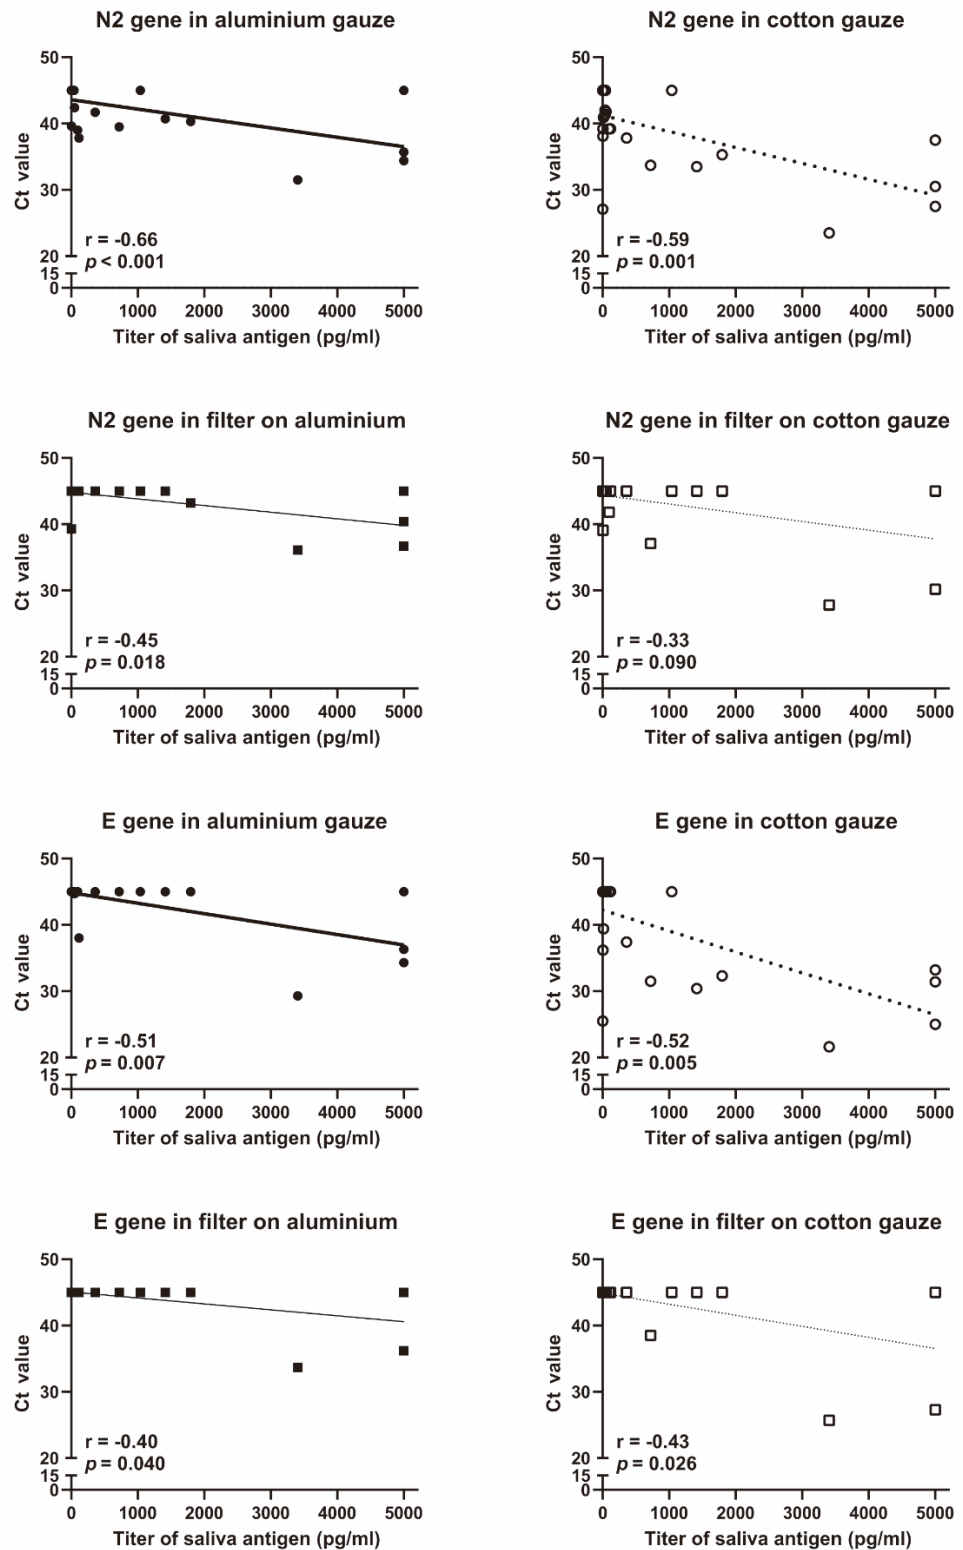 N2 gene in aluminium gauze
50
40
30
20
15
0
Ct value
r = -0.66
p < 0.001
0 1000 2000 3000 4000 5000
Titer of saliva antigen (pg/ml)
N2 gene in cotton gauze
50
40
30
20
15
0
Ct value
r = -0.59
p = 0.001
0 1000 2000 3000 4000 5000
Titer of saliva antigen (pg/ml)
N2 gene in filter on aluminium
50
40
30
20
15
0
Ct value
r = -0.45
p = 0.018
0 1000 2000 3000 4000 5000
Titer of saliva antigen (pg/ml)
N2 gene in filter on cotton gauze
50
40
30
20
15
0
Ct value
r = -0.33
p = 0.090
0 1000 2000 3000 4000 5000
Titer of saliva antigen (pg/ml)
E gene in aluminium gauze
50
40
30
20
15
0
Ct value
r = -0.51
p = 0.007
0 1000 2000 3000 4000 5000
Titer of saliva antigen (pg/ml)
E gene in cotton gauze
50
40
30
20
15
0
Ct value
r = -0.52
p = 0.005
0 1000 2000 3000 4000 5000
Titer of saliva antigen (pg/ml)
E gene in filter on aluminium
50
40
30
20
15
0
Ct value
r = -0.40
p = 0.040
0 1000 2000 3000 4000 5000
Titer of saliva antigen (pg/ml)
E gene in filter on cotton gauze
50
40
30
20
15
0
Ct value
r = -0.43
p = 0.026
0 1000 2000 3000 4000 5000
Titer of saliva antigen (pg/ml)